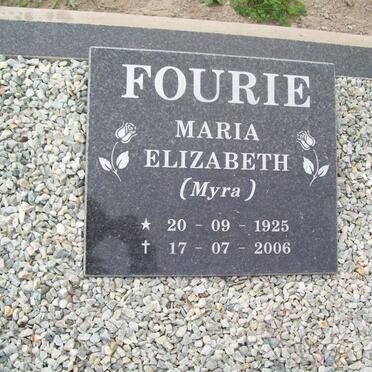 FOURIE
MARIA
ELIZABETH
(Myra)
★ 20 - 09 - 1925
✝ 17 - 07 - 2006